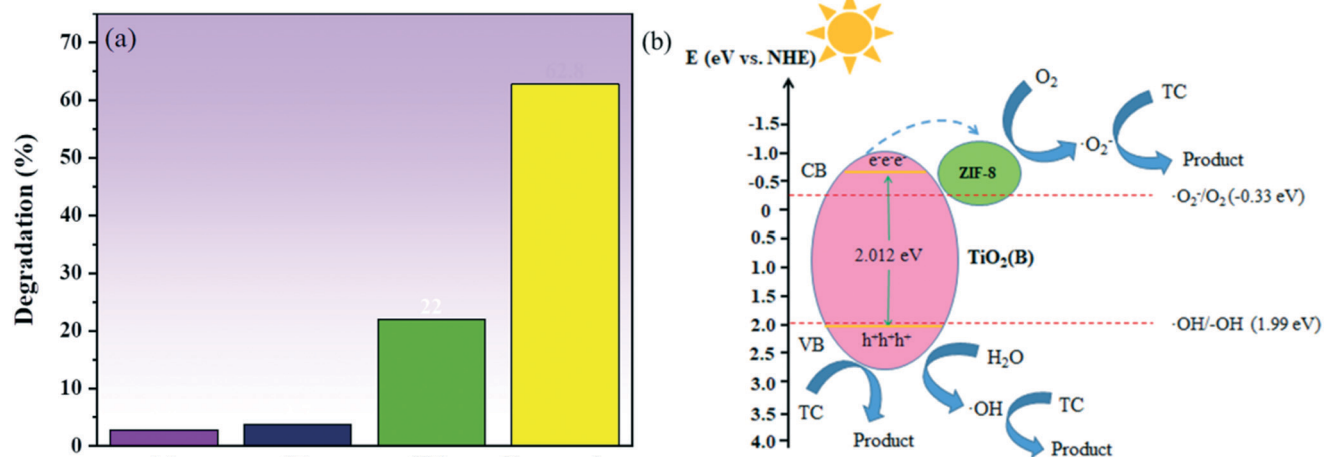 (a)
Degradation (%)
70
60
50
40
30
20
10
0
22
62.8
(b)
E (eV vs. NHE)
-1.5
-1.0
-0.5
0
0.5
1.0
1.5
2.0
2.5
3.0
3.5
4.0
CB
e⁻e⁻e⁻
ZIF-8
O₂
·O₂⁻
TC
Product
·O₂⁻/O₂ (-0.33 eV)
2.012 eV
TiO₂(B)
·OH/-OH (1.99 eV)
VB
h⁺h⁺h⁺
H₂O
TC
Product
·OH
TC
Product